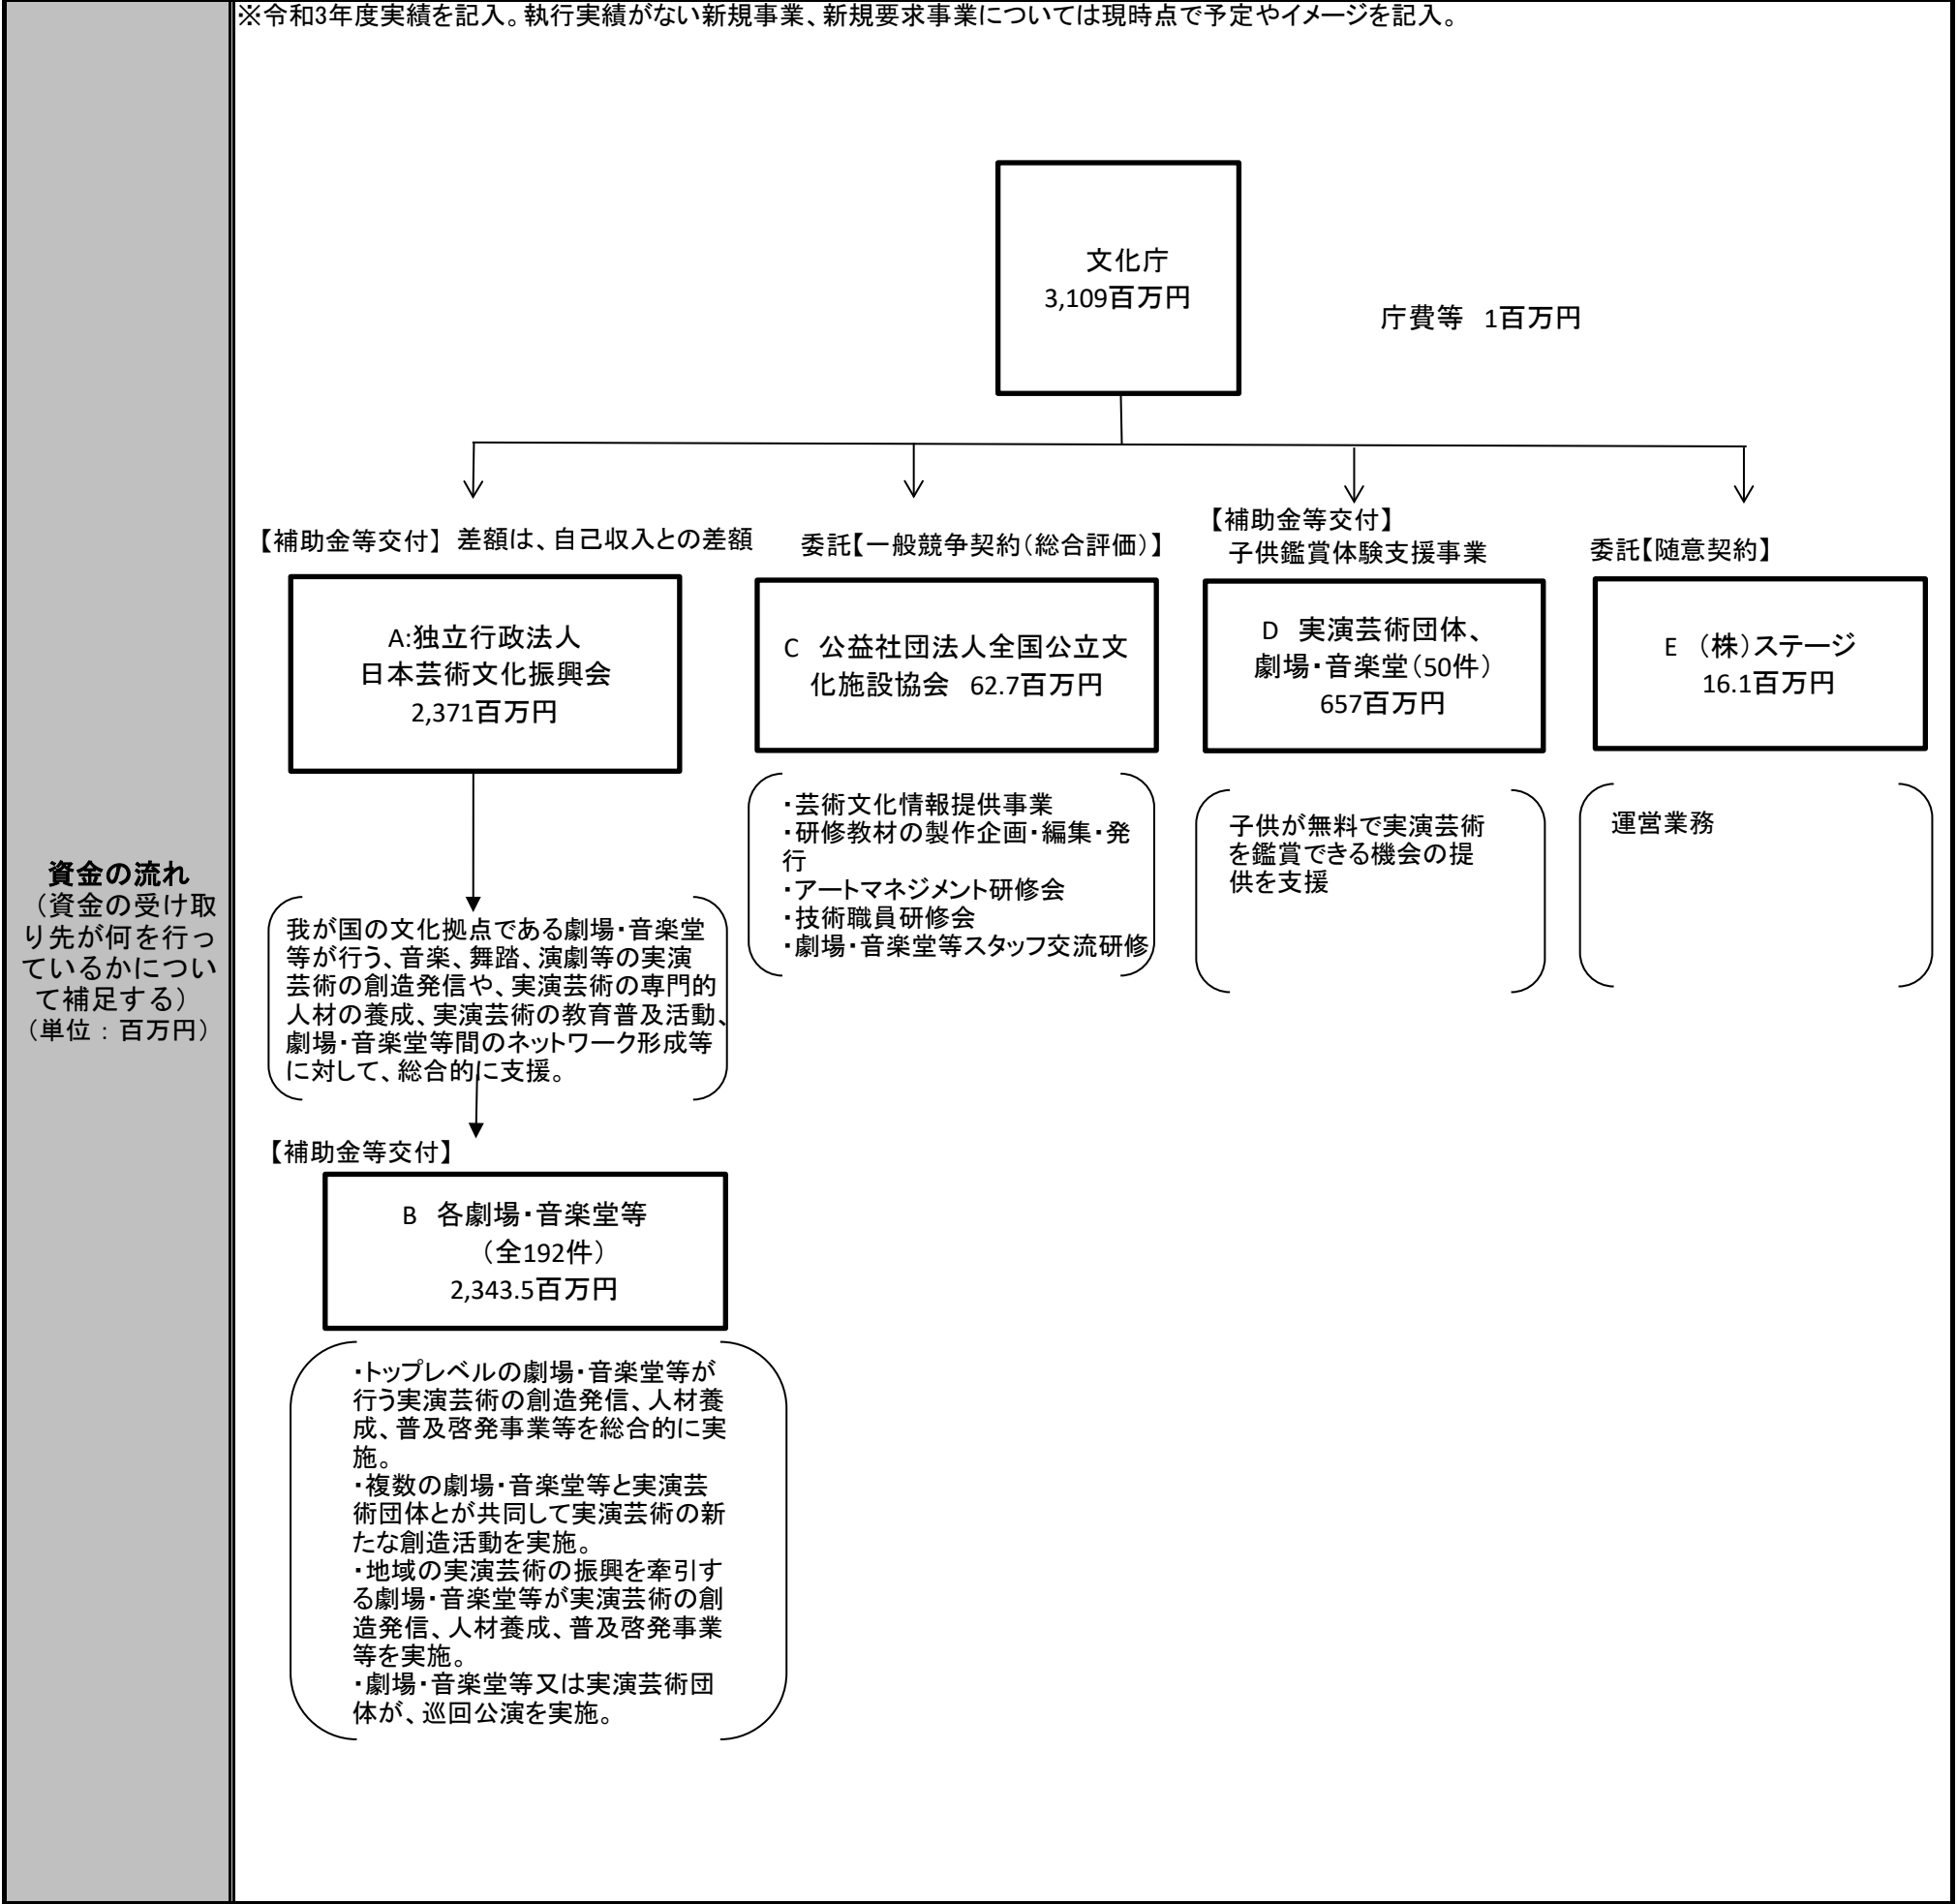 ※令和3年度実績を記入。執行実績がない新規事業、新規要求事業については現時点で予定やイメージを記入。
資金の流れ
（資金の受け取
り先が何を行っ
ているかについ
て補足する）
（単位：百万円）
文化庁
3,109百万円
庁費等　1百万円
【補助金等交付】 差額は、自己収入との差額
A:独立行政法人
日本芸術文化振興会
2,371百万円
我が国の文化拠点である劇場・音楽堂
等が行う、音楽、舞踏、演劇等の実演
芸術の創造発信や、実演芸術の専門的
人材の養成、実演芸術の教育普及活動、
劇場・音楽堂等間のネットワーク形成等
に対して、総合的に支援。
【補助金等交付】
B　各劇場・音楽堂等
（全192件）
2,343.5百万円
・トップレベルの劇場・音楽堂等が
行う実演芸術の創造発信、人材養
成、普及啓発事業等を総合的に実
施。
・複数の劇場・音楽堂等と実演芸
術団体とが共同して実演芸術の新
たな創造活動を実施。
・地域の実演芸術の振興を牽引す
る劇場・音楽堂等が実演芸術の創
造発信、人材養成、普及啓発事業
等を実施。
・劇場・音楽堂等又は実演芸術団
体が、巡回公演を実施。
委託【一般競争契約（総合評価）】
C　公益社団法人全国公立文
化施設協会　62.7百万円
・芸術文化情報提供事業
・研修教材の製作企画・編集・発
行
・アートマネジメント研修会
・技術職員研修会
・劇場・音楽堂等スタッフ交流研修
【補助金等交付】
子供鑑賞体験支援事業
D　実演芸術団体、
劇場・音楽堂（50件）
657百万円
子供が無料で実演芸術
を鑑賞できる機会の提
供を支援
委託【随意契約】
E　（株）ステージ
16.1百万円
運営業務